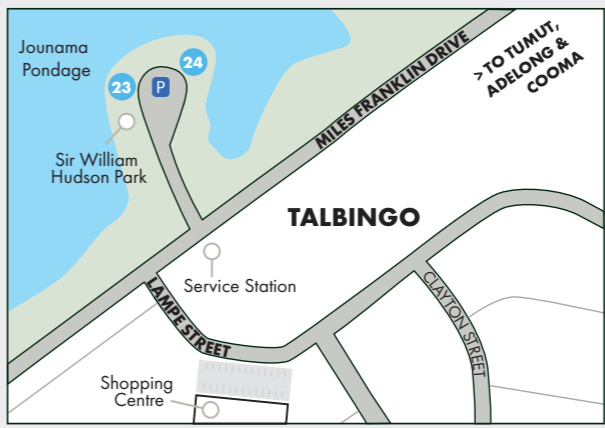 Jounama
Pondage
24
23
P
Sir William
Hudson Park
MILES FRANKLIN DRIVE
> TO TUMUT,
ADELONG &
COOMA
TALBINGO
Service Station
LAMPE STREET
CLAYTON STREET
Shopping
Centre